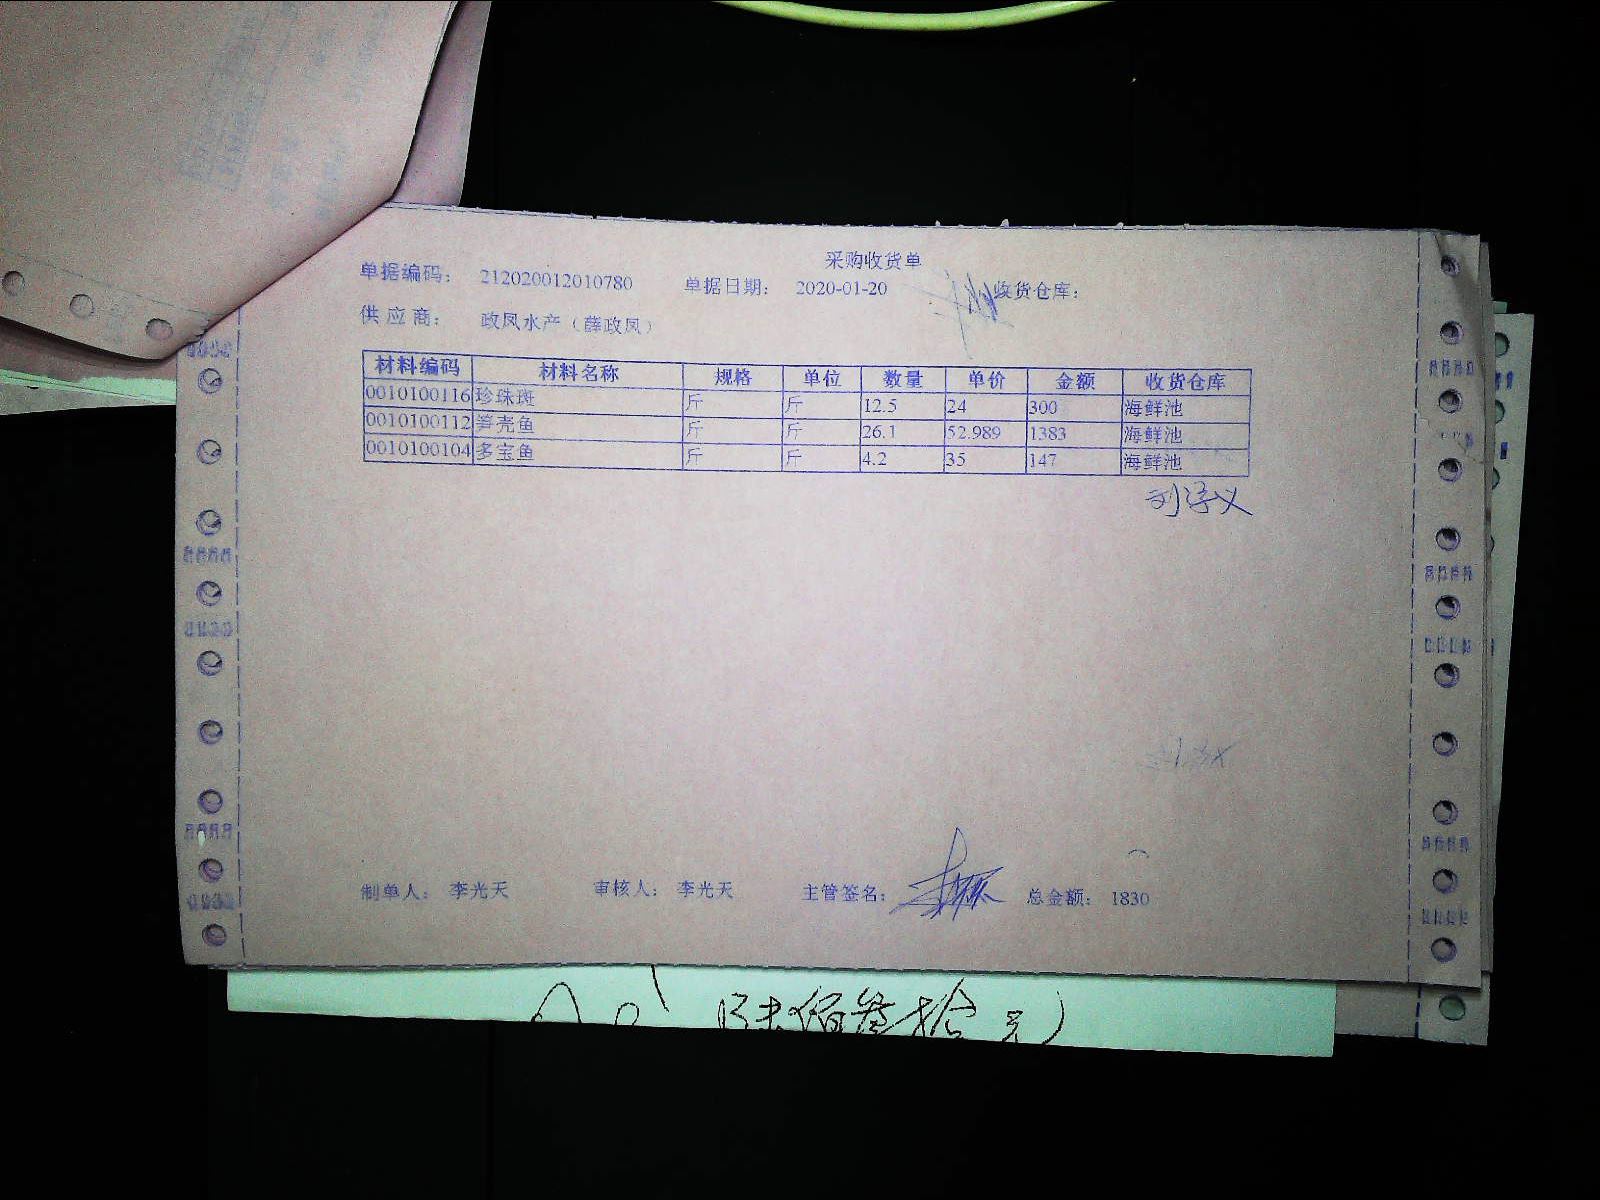 采购收货单
单据编码： 212020012010780 单据日期： 2020-01-20 收货仓库：
供应商： 政凤水产（薛政凤）
材料编码 材料名称 规格 单位 数量 单价 金额 收货仓库
0010100116 珍珠斑 斤 斤 12.5 24 300 海鲜池
0010100112 笋壳鱼 斤 斤 26.1 52.989 1383 海鲜池
0010100104 多宝鱼 斤 斤 4.2 35 147 海鲜池
制单人： 李光天 审核人： 李光天 主管签名： 总金额： 1830
陆佰叁拾元）